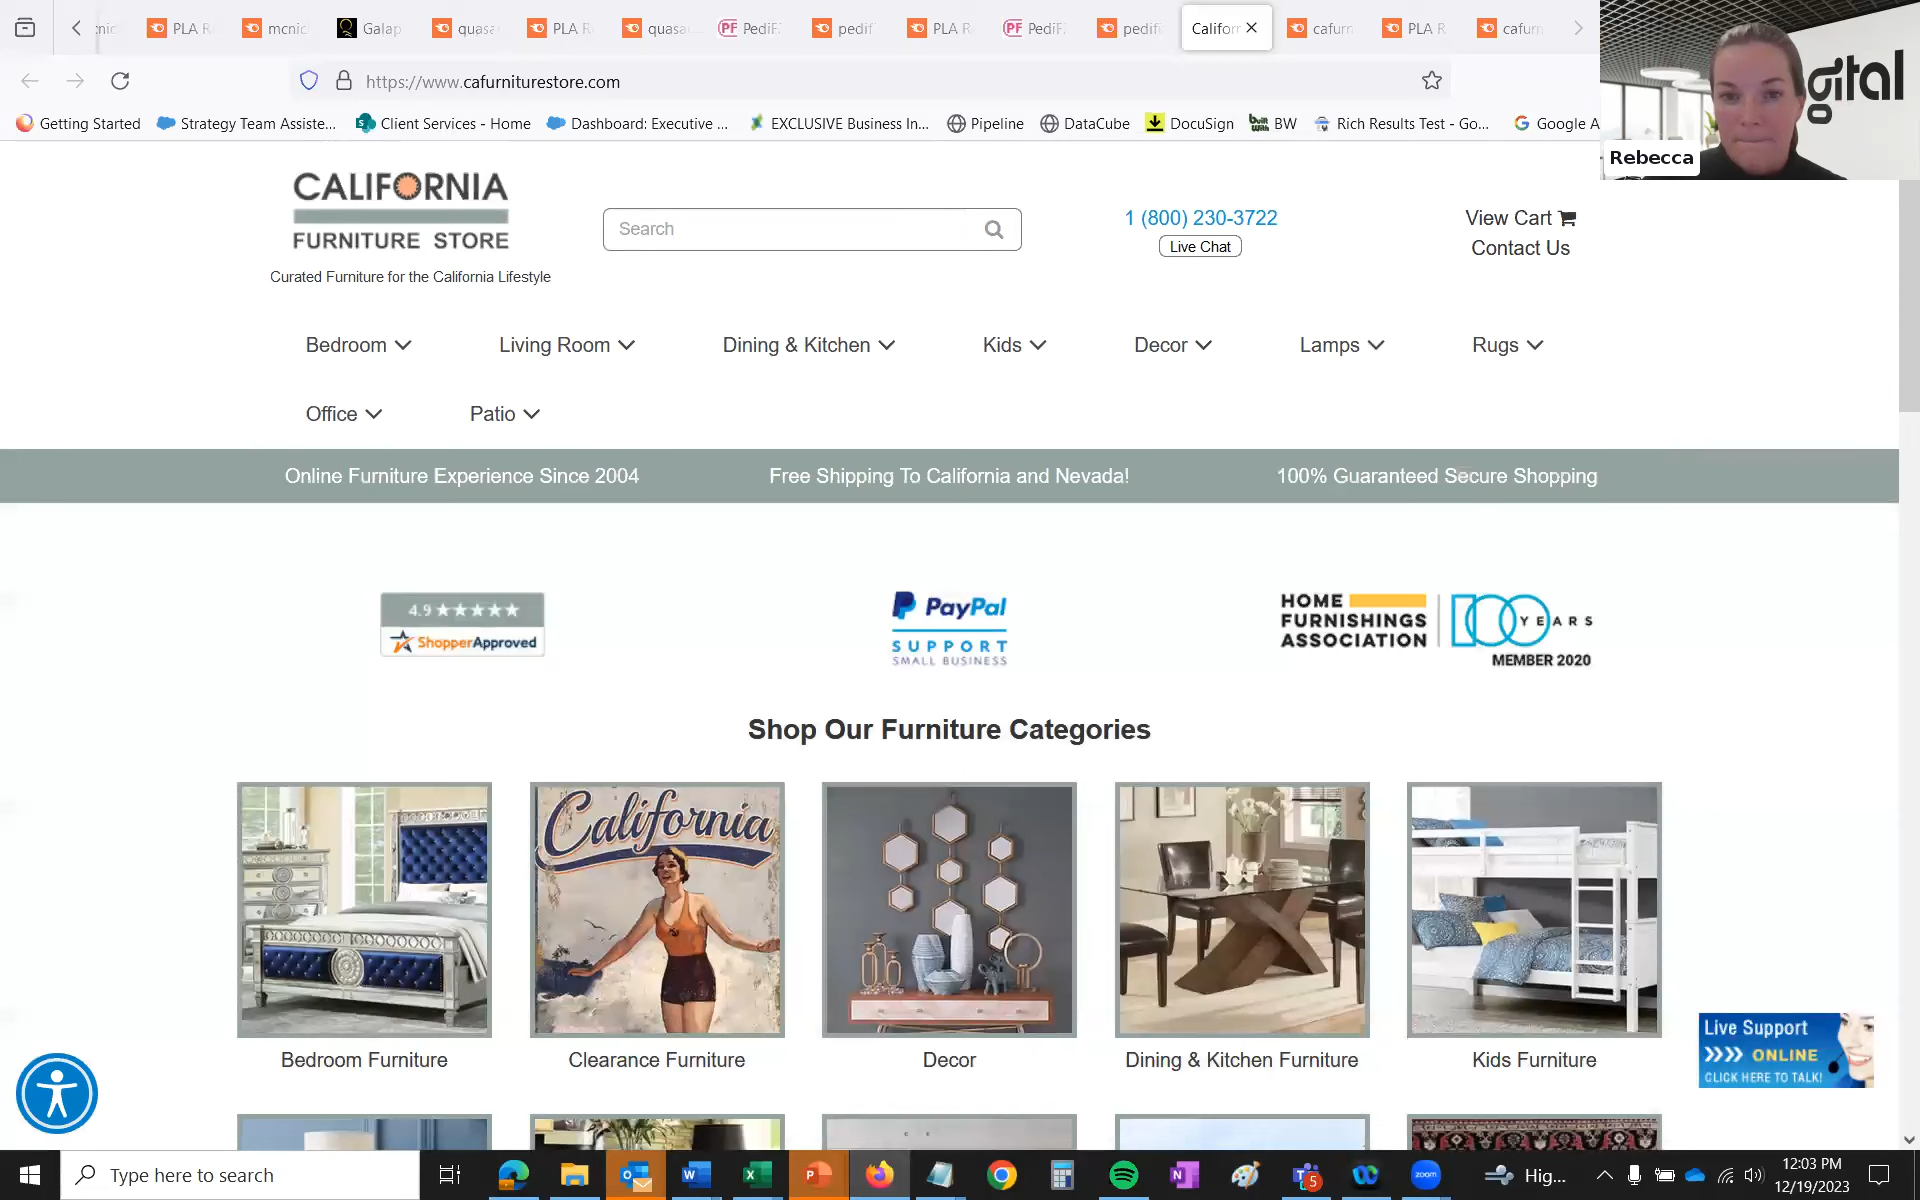 PLA R
mcnic
Galap
quasa
PLA R
quasa
PF PediF
pedif
PLA R
PF PediF
pedif
Califor
cafurn
PLA R
cafurn
https://www.cafurniturestore.com
Getting Started
Strategy Team Assiste...
Client Services - Home
Dashboard: Executive ...
EXCLUSIVE Business In...
Pipeline
DataCube
DocuSign
BW
Rich Results Test - Go...
Google A
gital
Rebecca
CALIFORNIA
FURNITURE STORE
Curated Furniture for the California Lifestyle
Search
1 (800) 230-3722
Live Chat
View Cart
Contact Us
Bedroom
Living Room
Dining & Kitchen
Kids
Decor
Lamps
Rugs
Office
Patio
Online Furniture Experience Since 2004
Free Shipping To California and Nevada!
100% Guaranteed Secure Shopping
4.9 ★★★★★
ShopperApproved
PayPal
SUPPORT
SMALL BUSINESS
HOME
FURNISHINGS
ASSOCIATION
100 YEARS
MEMBER 2020
Shop Our Furniture Categories
California
Bedroom Furniture
Clearance Furniture
Decor
Dining & Kitchen Furniture
Kids Furniture
Live Support
ONLINE
CLICK HERE TO TALK!
Type here to search
zoom
5
Hig...
12:03 PM
12/19/2023